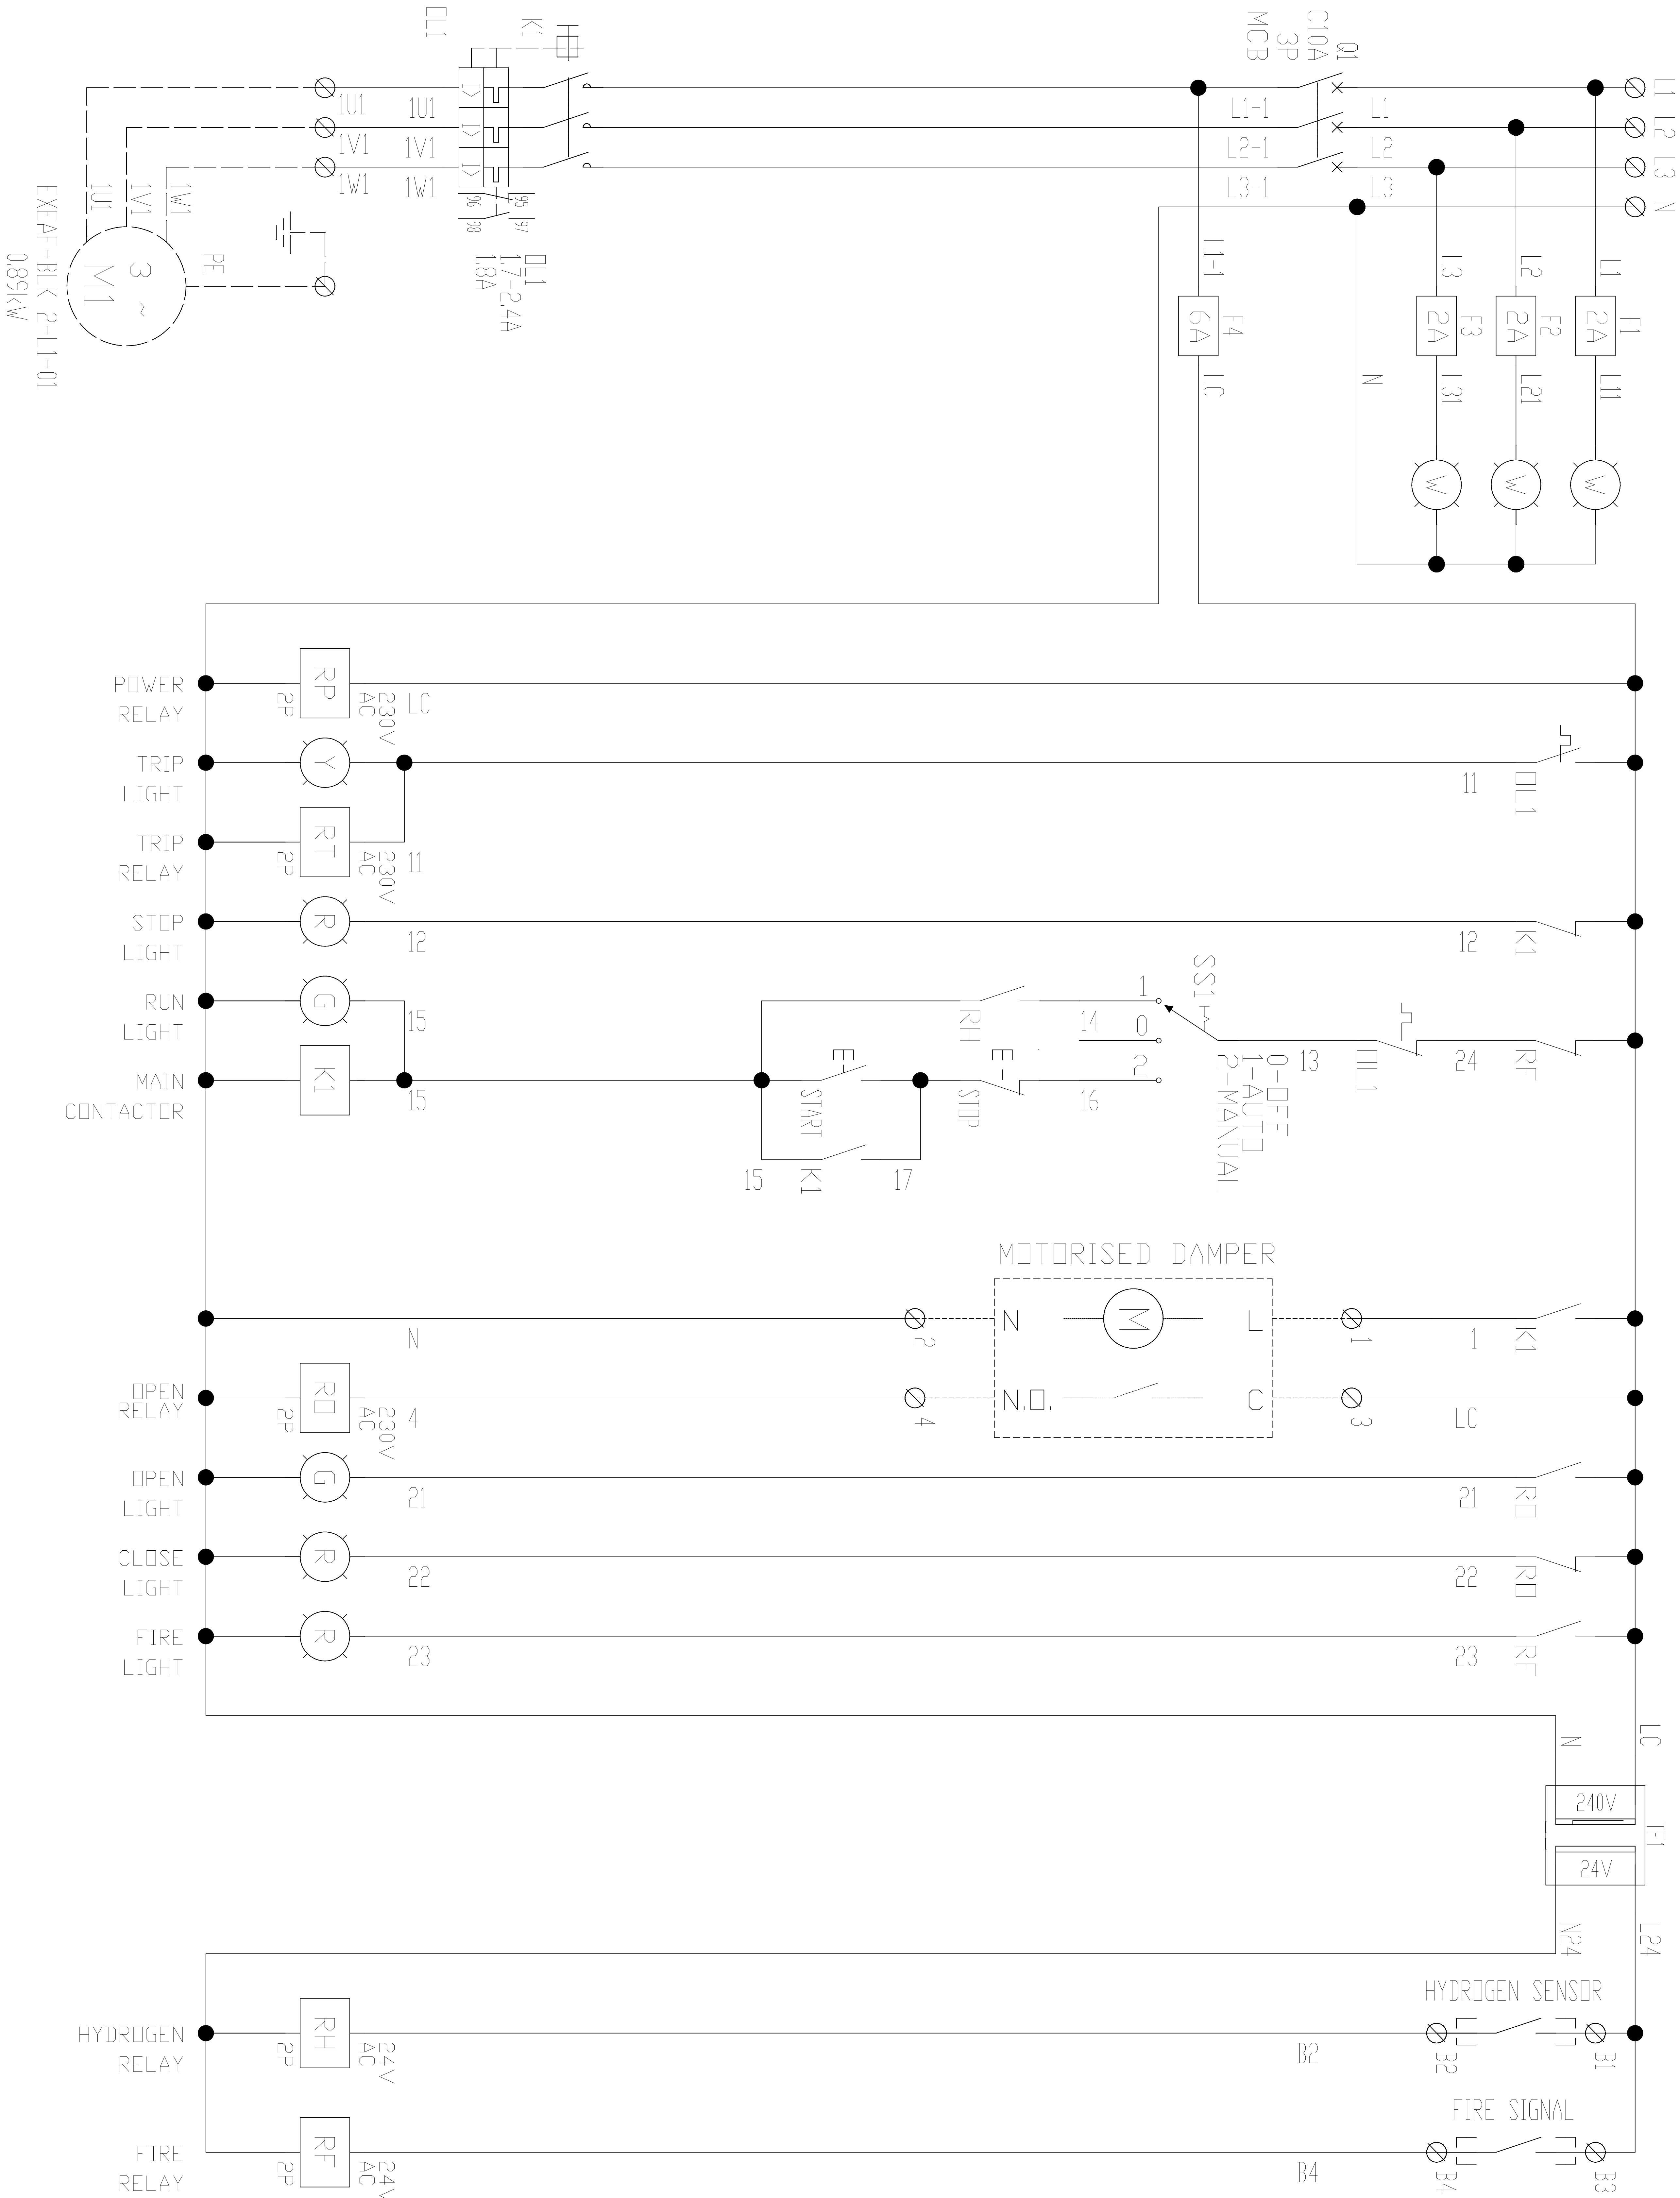 L1
L2
L3
N
Q1
C10A
3P
MCB
K1
OL1
L1
L2
L3
L1-1
L2-1
L3-1
1U1
1V1
1W1
1U1
1V1
1W1
95
96
97
98
OL1
1.7-2.4A
1.8A
1U1
1V1
1W1
PE
3 ~
M1
EXEAF-BLK 2-L1-01
0.89kW
L1
L2
L3
L1-1
F1
2A
F2
2A
F3
2A
F4
6A
L11
L21
L31
N
LC
W
W
W
POWER
RELAY
RP
2P
230V
AC
LC
TRIP
LIGHT
Y
11
OL1
TRIP
RELAY
RT
2P
230V
AC
11
STOP
LIGHT
R
12
12
K1
RUN
LIGHT
G
15
RH
14
1
0
2
SS1
0-OFF
1-AUTO
2-MANUAL
13
OL1
24
RF
MAIN
CONTACTOR
K1
15
START
STOP
16
15
K1
17
MOTORISED DAMPER
N
2
N
M
L
1
1
K1
OPEN
RELAY
RO
2P
230V
AC
4
4
N.O.
C
3
LC
OPEN
LIGHT
G
21
21
RO
CLOSE
LIGHT
R
22
22
RO
FIRE
LIGHT
R
23
23
RF
N
LC
240V
TF1
24V
N24
L24
HYDROGEN SENSOR
HYDROGEN
RELAY
RH
2P
24V
AC
B2
B2
B1
FIRE SIGNAL
FIRE
RELAY
RF
2P
24V
AC
B4
B4
B3